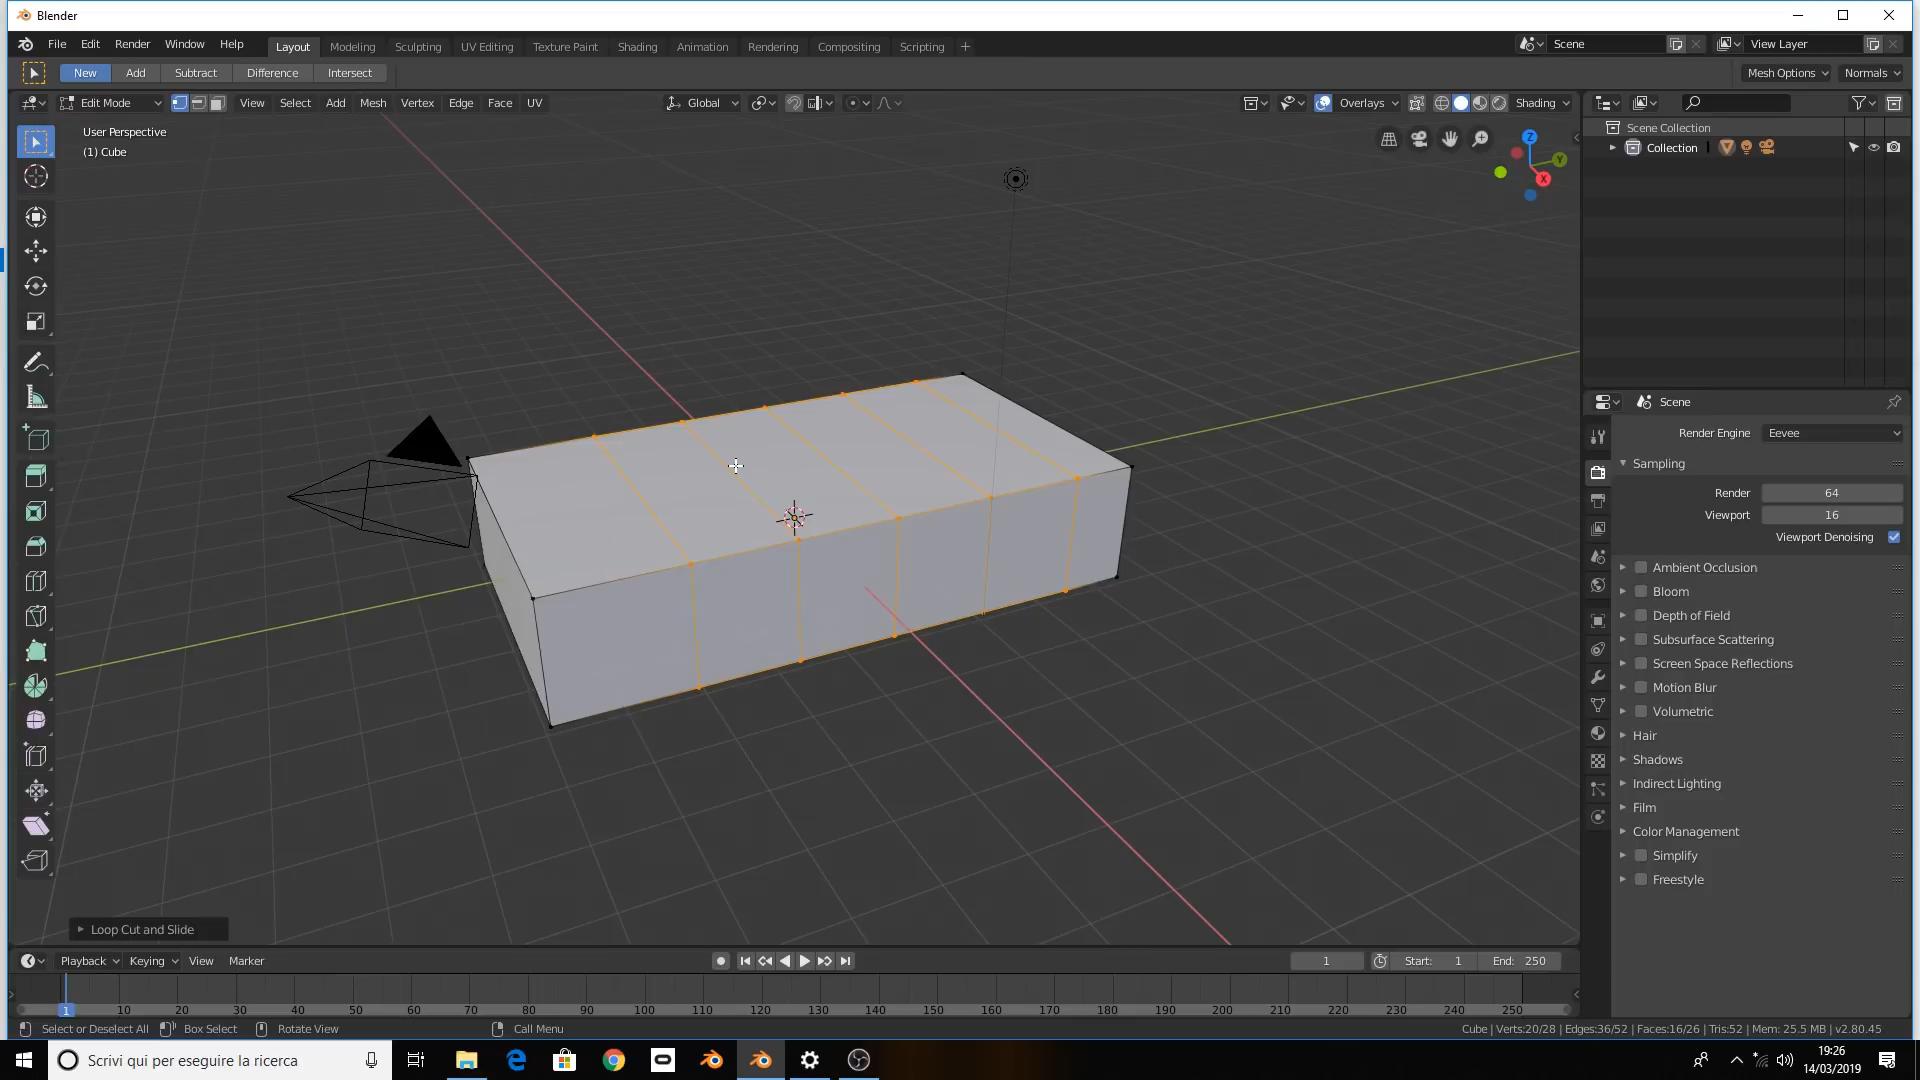 Blender
File Edit Render Window Help Layout Modeling Sculpting UV Editing Texture Paint Shading Animation Rendering Compositing Scripting + Scene View Layer
New Add Subtract Difference Intersect Mesh Options Normals
Edit Mode View Select Add Mesh Vertex Edge Face UV Global Overlays Shading
User Perspective
(1) Cube
Z
Y
X
Scene Collection
Collection
Scene
Render Engine Eevee
Sampling
Render 64
Viewport 16
Viewport Denoising
Ambient Occlusion
Bloom
Depth of Field
Subsurface Scattering
Screen Space Reflections
Motion Blur
Volumetric
Hair
Shadows
Indirect Lighting
Film
Color Management
Simplify
Freestyle
Loop Cut and Slide
Playback Keying View Marker 1 Start: 1 End: 250
1 10 20 30 40 50 60 70 80 90 100 110 120 130 140 150 160 170 180 190 200 210 220 230 240 250
Select or Deselect All Box Select Rotate View Call Menu Cube | Verts:20/28 | Edges:36/52 | Faces:16/26 | Tris:52 | Mem: 25.5 MB | v2.80.45
Scrivi qui per eseguire la ricerca
19:26
14/03/2019